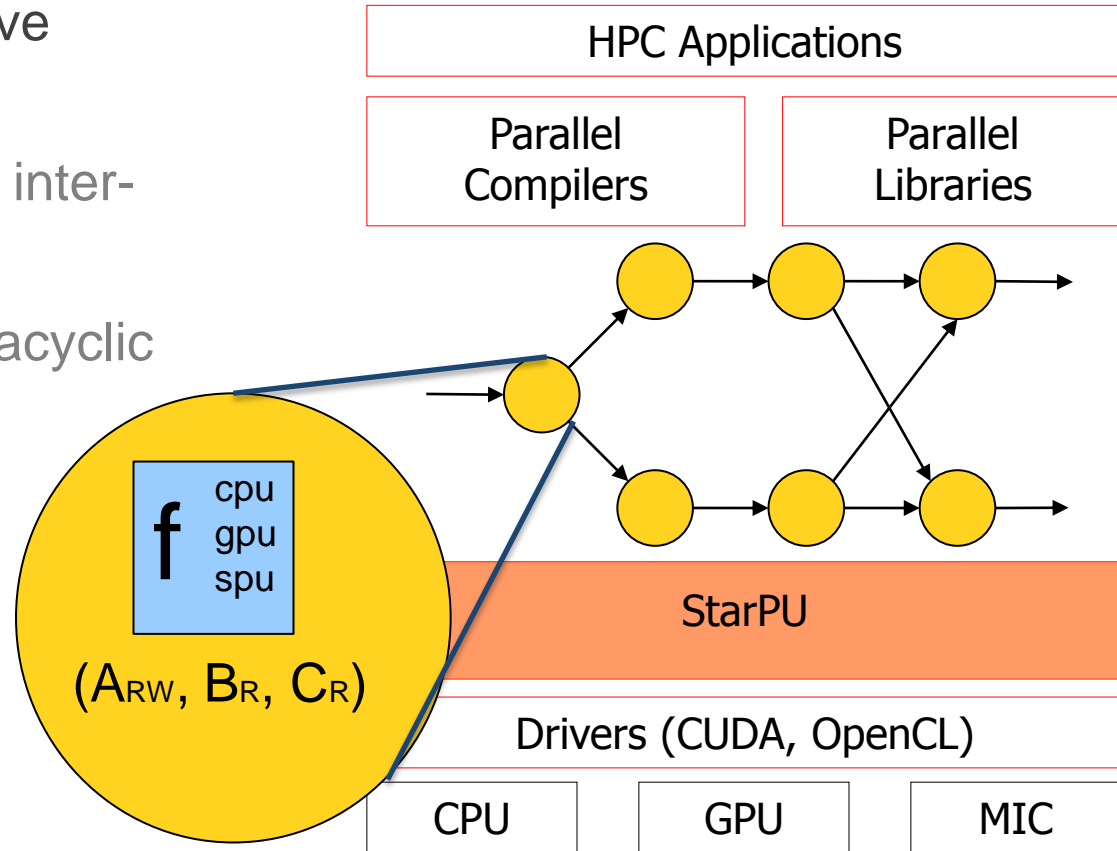 ve
inter-
acyclic
HPC Applications
Parallel
Compilers
Parallel
Libraries
f
cpu
gpu
spu
(ARW, BR, CR)
StarPU
Drivers (CUDA, OpenCL)
CPU
GPU
MIC